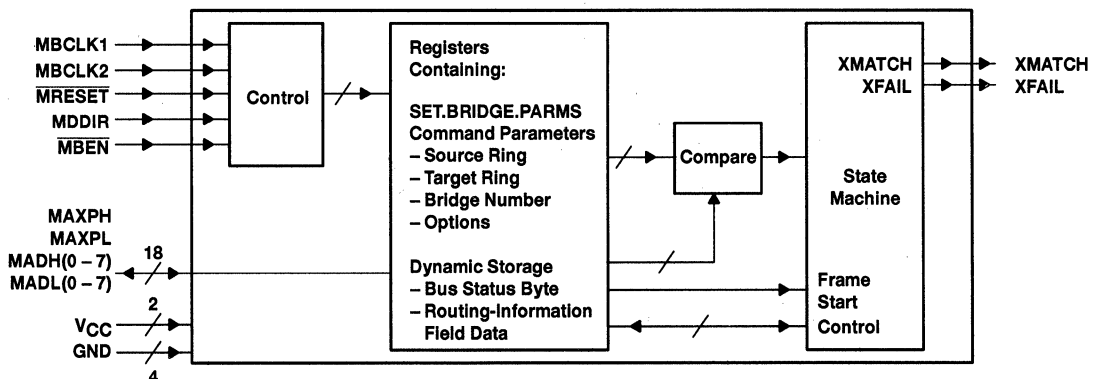 MBCLK1
MBCLK2
MRESET
MDDIR
MBEN
MAXPH
MAXPL
MADH(0 – 7)
MADL(0 – 7)
18
VCC
2
GND
4
Control
Registers
Containing:
SET.BRIDGE.PARMS
Command Parameters
– Source Ring
– Target Ring
– Bridge Number
– Options
Dynamic Storage
– Bus Status Byte
– Routing-Information
Field Data
Compare
XMATCH
XFAIL
State
Machine
Frame
Start
Control
XMATCH
XFAIL